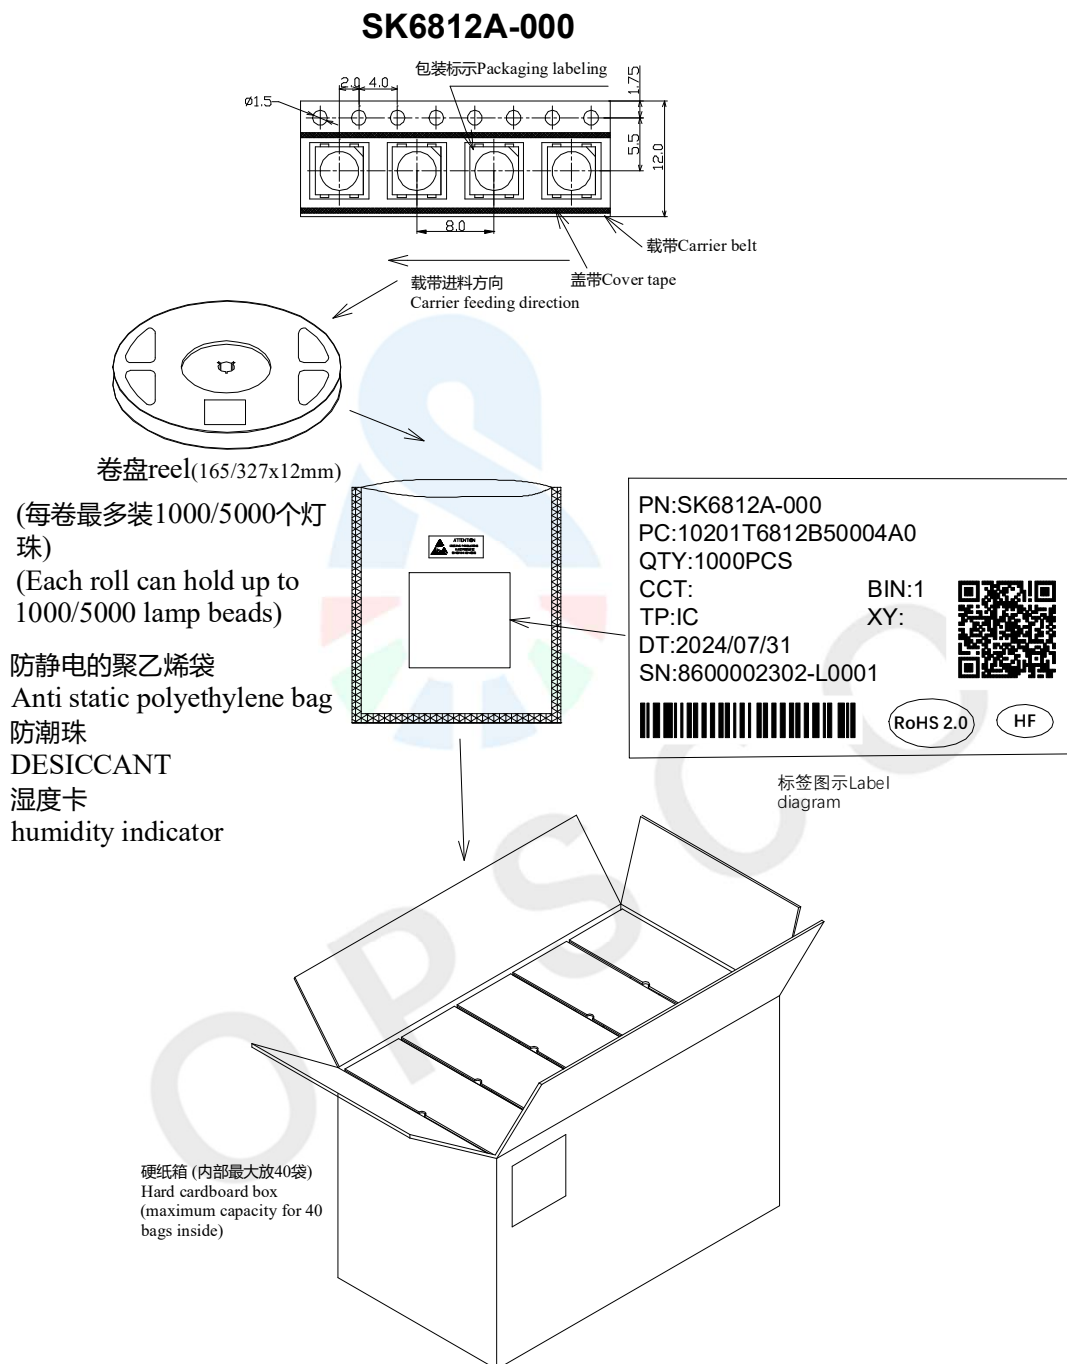 SK6812A-000
包装标示Packaging labeling
2.0
4.0
ø1.5
1.75
5.5
12.0
8.0
载带Carrier belt
盖带Cover tape
载带进料方向
Carrier feeding direction
卷盘reel(165/327x12mm)
(每卷最多装1000/5000个灯
珠)
(Each roll can hold up to
1000/5000 lamp beads)
防静电的聚乙烯袋
Anti static polyethylene bag
防潮珠
DESICCANT
湿度卡
humidity indicator
ATTENTION
PN:SK6812A-000
PC:10201T6812B50004A0
QTY:1000PCS
CCT:
BIN:1
TP:IC
XY:
DT:2024/07/31
SN:8600002302-L0001
RoHS 2.0
HF
标签图示Label
diagram
硬纸箱 (内部最大放40袋)
Hard cardboard box
(maximum capacity for 40
bags inside)
OPSCO